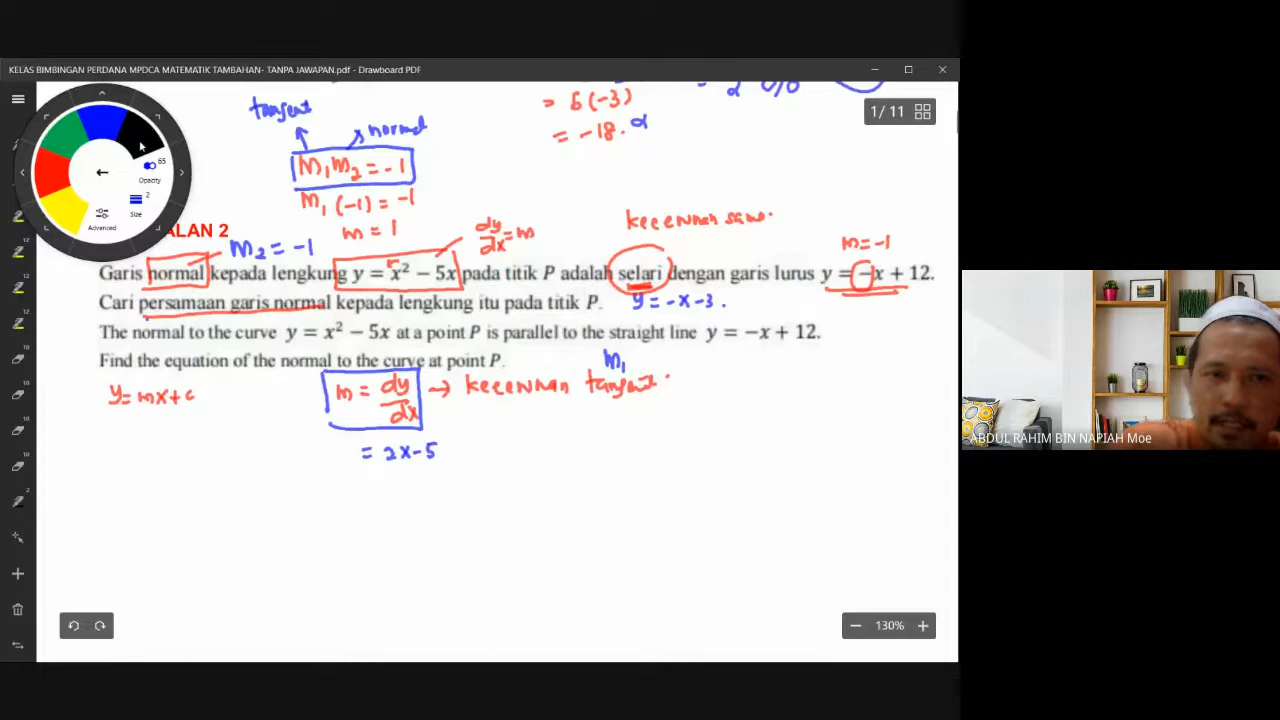 KELAS BIMBINGAN PERDANA MPDCA MATEMATIK TAMBAHAN- TANPA JAWAPAN.pdf - Drawboard PDF
1/ 11
65
Opacity
2
Size
Advanced
tangent
normal
m₁m₂ = -1
m₁ (-1) = -1
m = 1
= 6 (-3)
= -18.
ALAN 2
m₂ = -1
dy/dx = m
kecerunan sama.
m = -1
Garis normal kepada lengkung y = x² − 5x pada titik P adalah selari dengan garis lurus y = −x + 12.
Cari persamaan garis normal kepada lengkung itu pada titik P.
y = -x - 3.
The normal to the curve y = x² − 5x at a point P is parallel to the straight line y = −x + 12.
Find the equation of the normal to the curve at point P.
m₁
y = mx + c
m = dy/dx → kecerunan tangent.
= 2x - 5
130%
ABDUL RAHIM BIN NAPIAH Moe